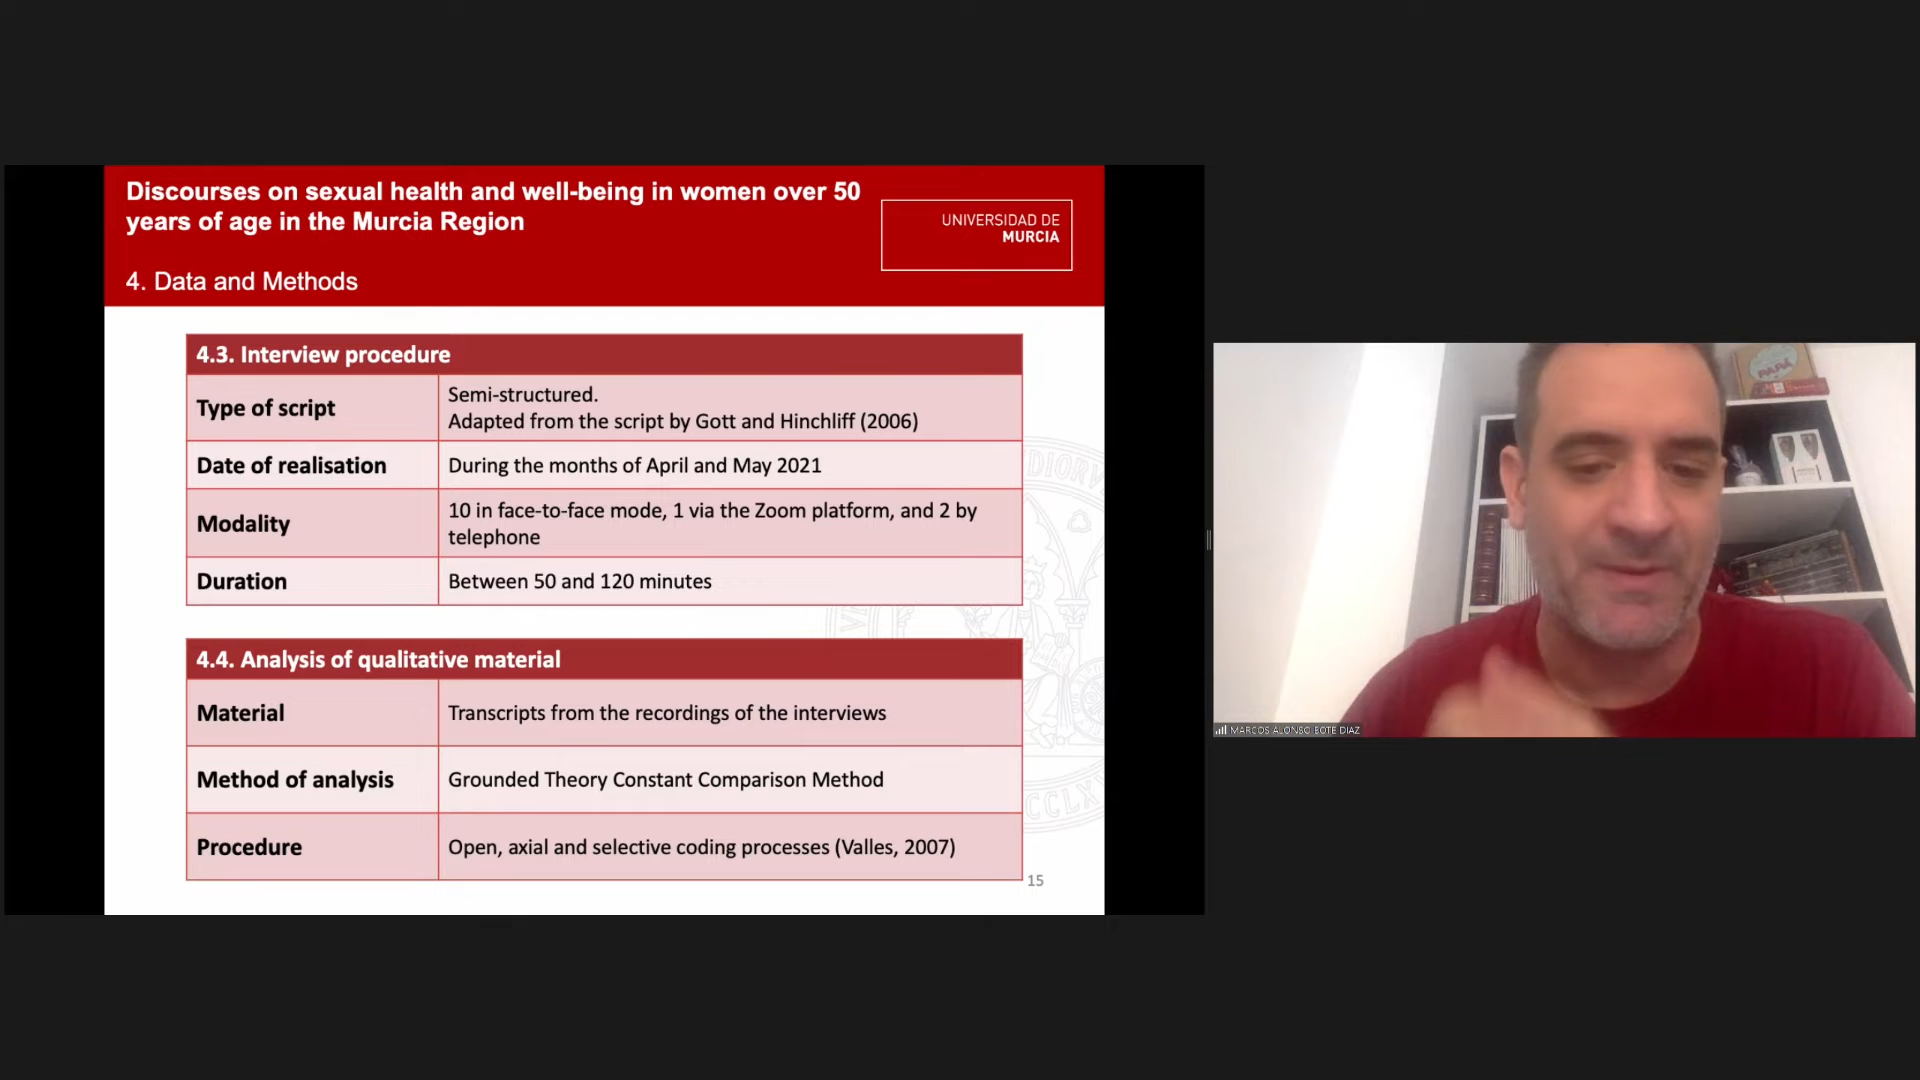 Discourses on sexual health and well-being in women over 50
years of age in the Murcia Region
UNIVERSIDAD DE
MURCIA
4. Data and Methods
4.3. Interview procedure
Type of script
Semi-structured.
Adapted from the script by Gott and Hinchliff (2006)
Date of realisation
During the months of April and May 2021
Modality
10 in face-to-face mode, 1 via the Zoom platform, and 2 by
telephone
Duration
Between 50 and 120 minutes
4.4. Analysis of qualitative material
Material
Transcripts from the recordings of the interviews
Method of analysis
Grounded Theory Constant Comparison Method
Procedure
Open, axial and selective coding processes (Valles, 2007)
15
MARCOS ALONSO BOTE DIAZ